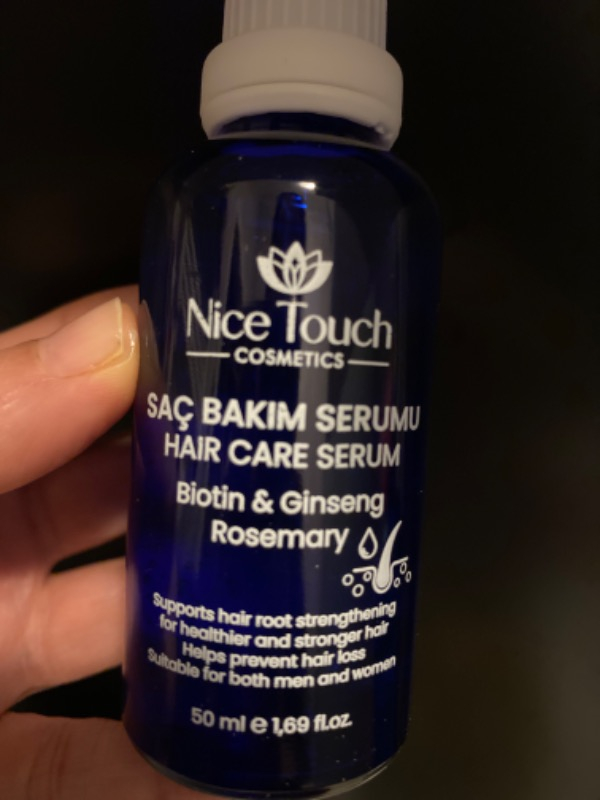 Nice Touch
COSMETICS
SAÇ BAKIM SERUMU
HAIR CARE SERUM
Biotin & Ginseng
Rosemary
Supports hair root strengthening
for healthier and stronger hair
Helps prevent hair loss
Suitable for both men and women
50 ml e 1,69 fl.oz.